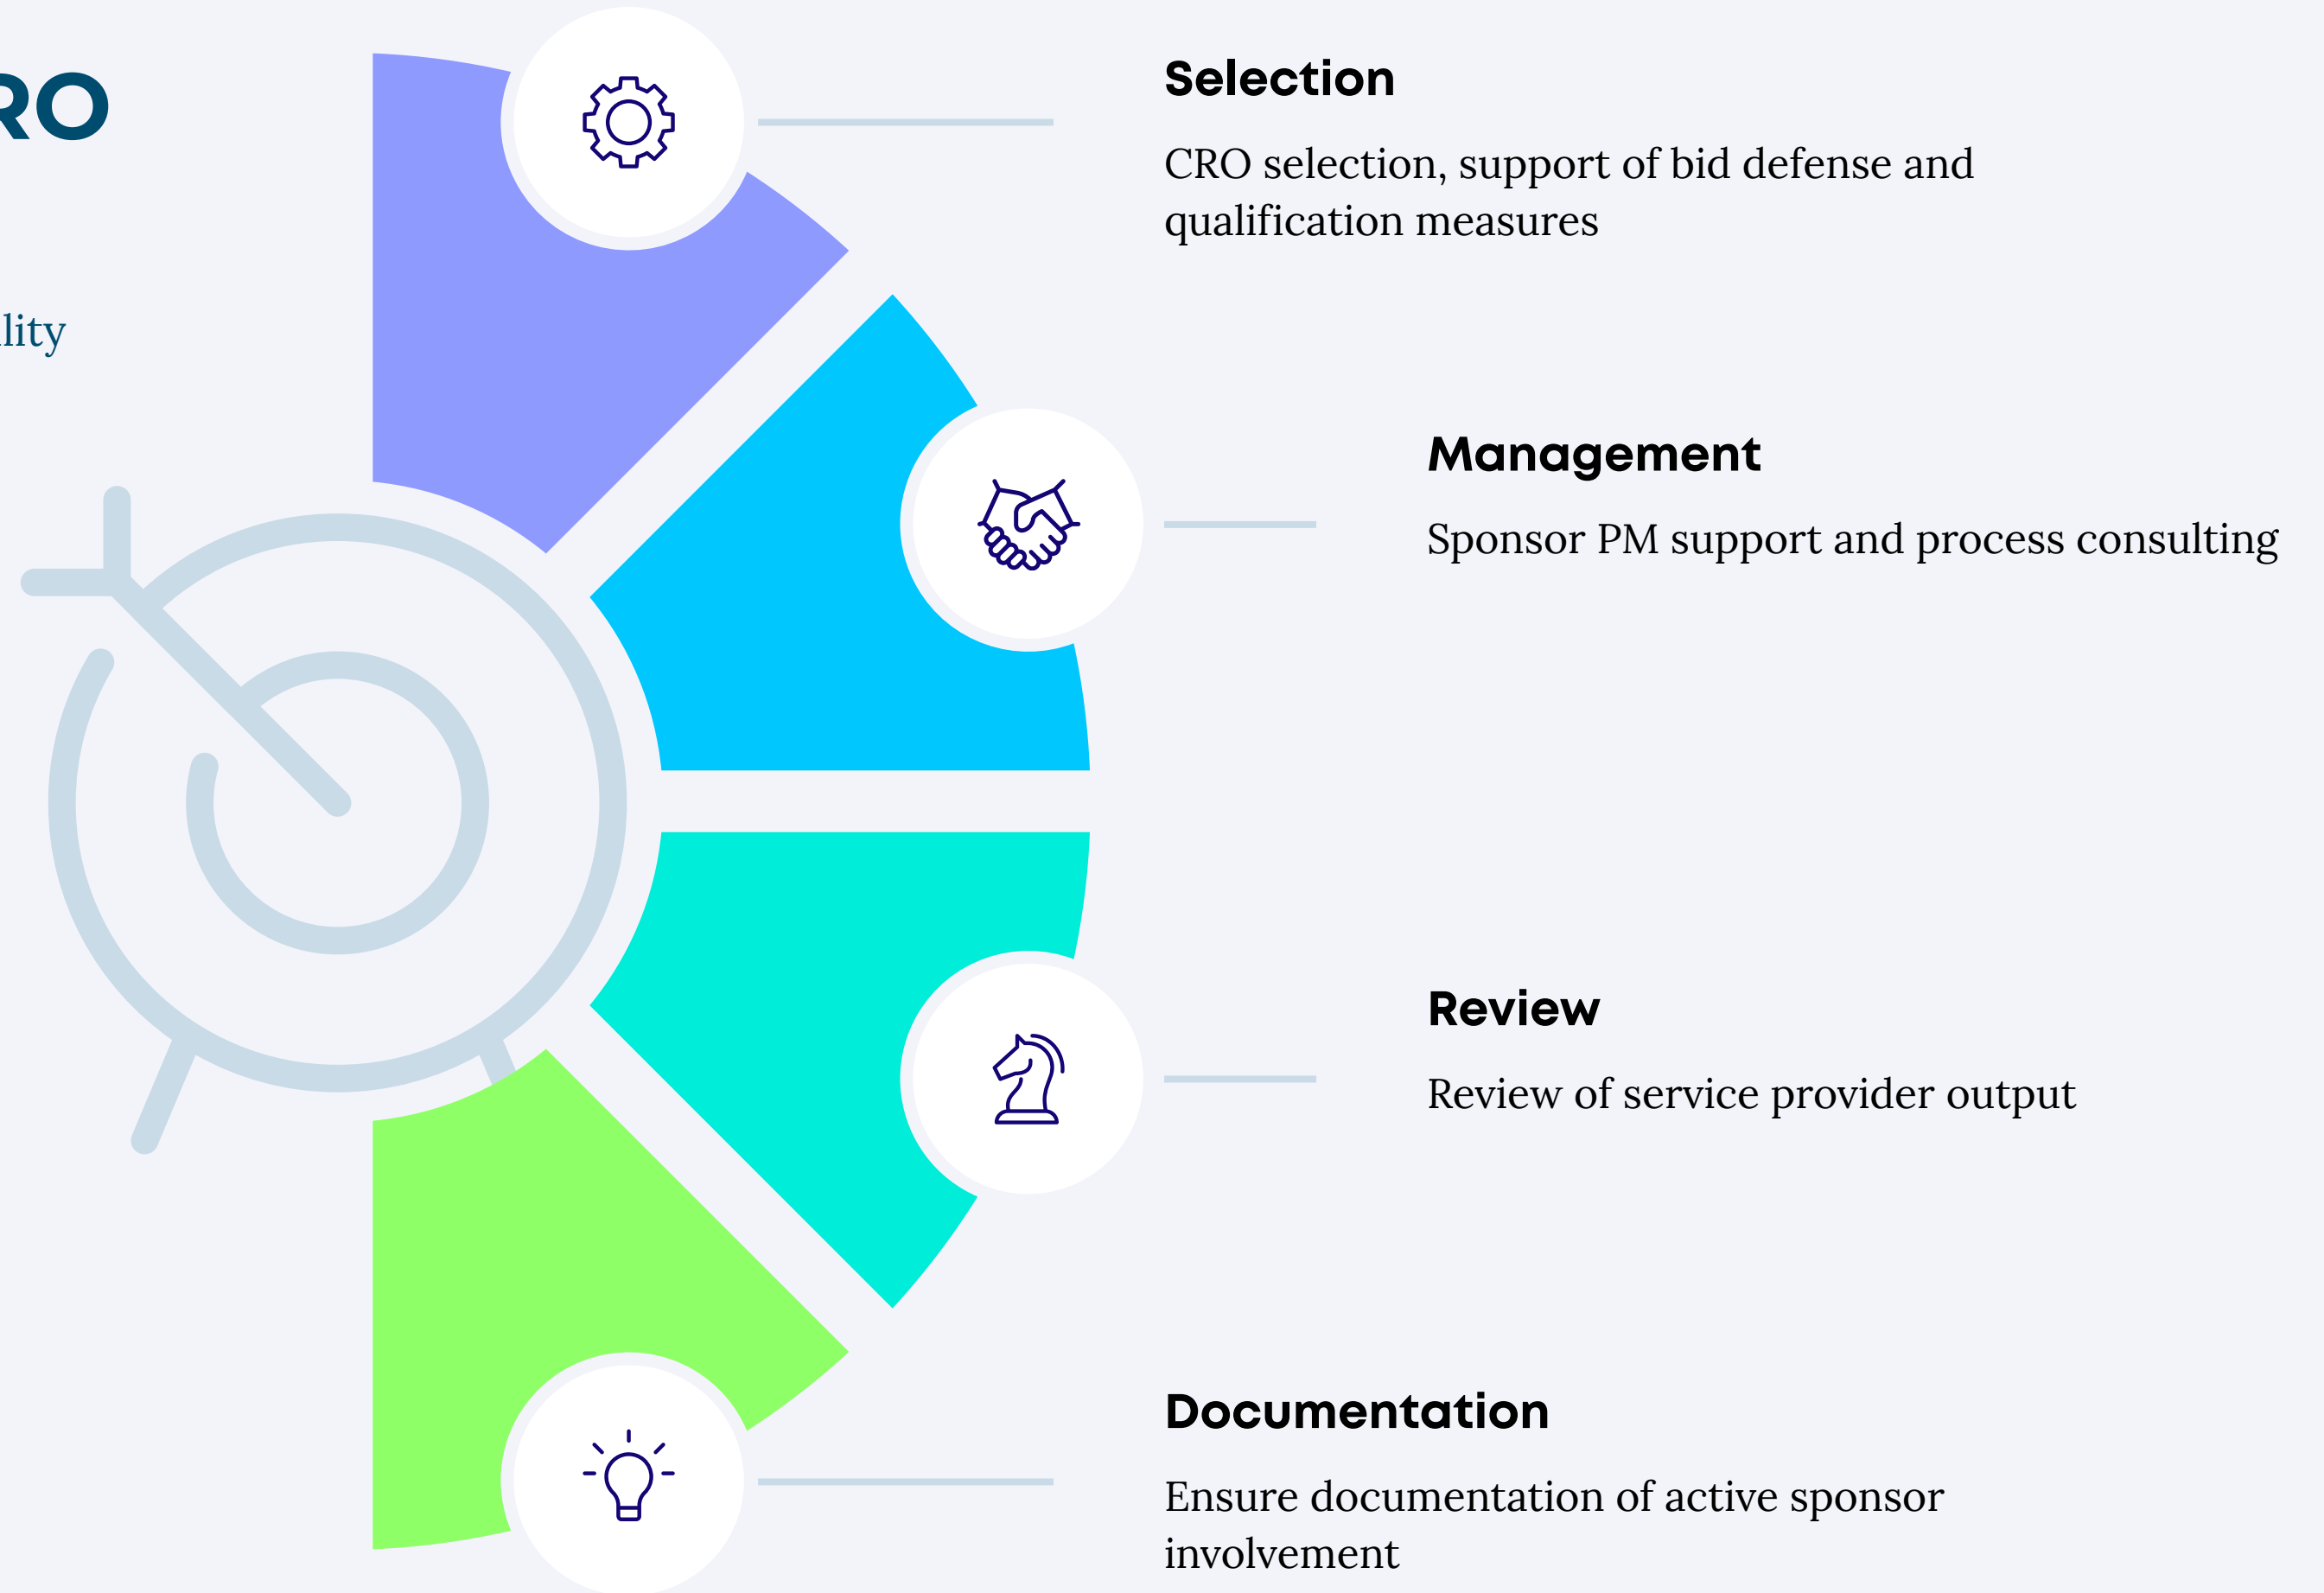 RO
lity
Selection
CRO selection, support of bid defense and
qualification measures
Management
Sponsor PM support and process consulting
Review
Review of service provider output
Documentation
Ensure documentation of active sponsor
involvement